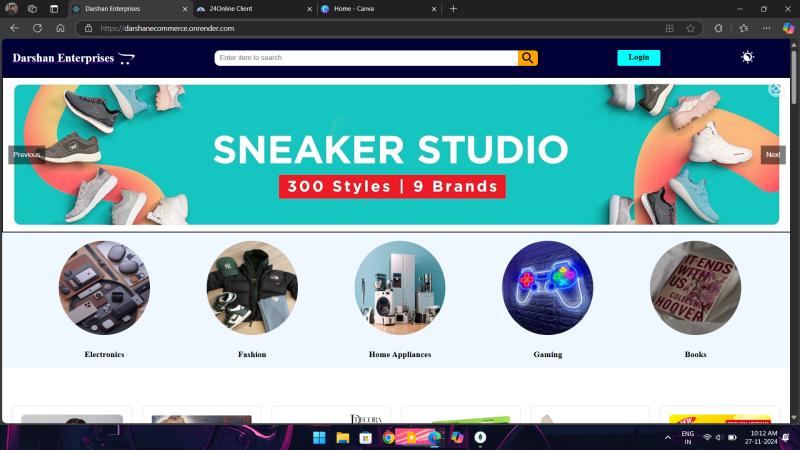 Darshan Enterprises
24Online Client
Home - Canva
https://darshanecommerce.onrender.com
Darshan Enterprises
Enter item to search
Login
SNEAKER STUDIO
300 Styles | 9 Brands
Previous
Next
IT ENDS
WITH
US
COLLEEN
HOOVER
Electronics
Fashion
Home Appliances
Gaming
Books
DECORA
ENG
IN
10:12 AM
27-11-2024